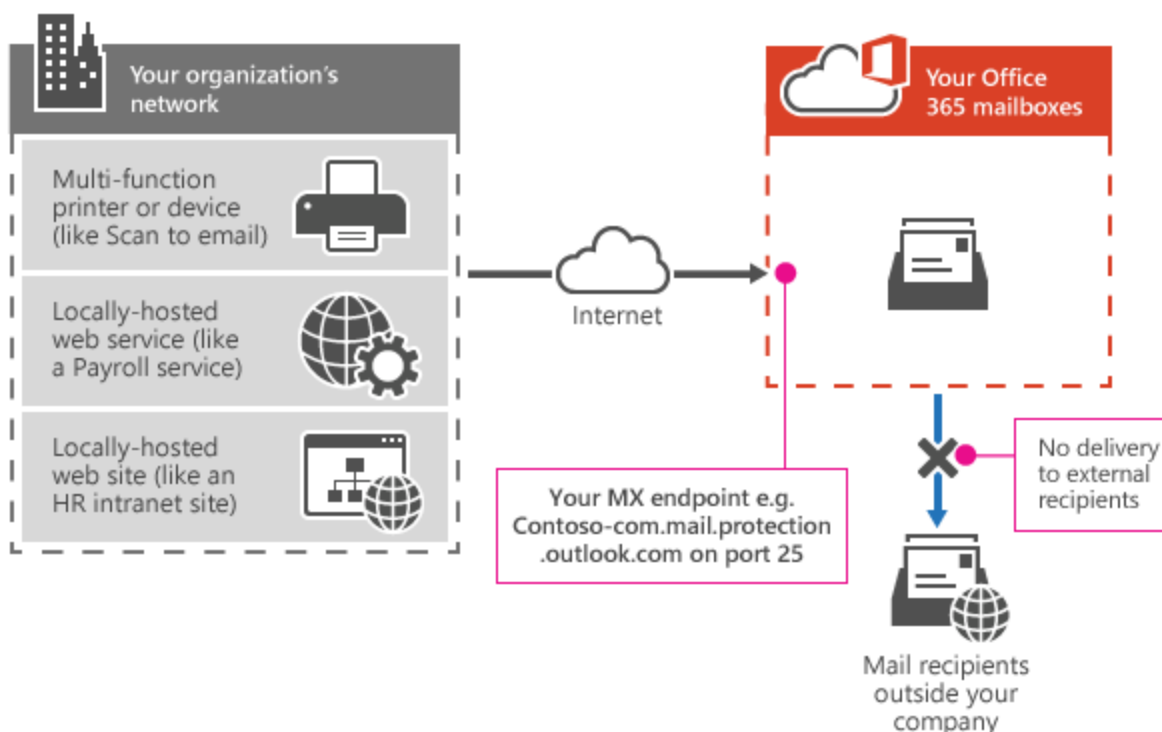 Your organization's
network
Your Office
365 mailboxes
Multi-function
printer or device
(like Scan to email)
Locally-hosted
web service (like
a Payroll service)
Locally-hosted
web site (like an
HR intranet site)
Internet
Your MX endpoint e.g.
Contoso-com.mail.protection
.outlook.com on port 25
No delivery
to external
recipients
Mail recipients
outside your
company